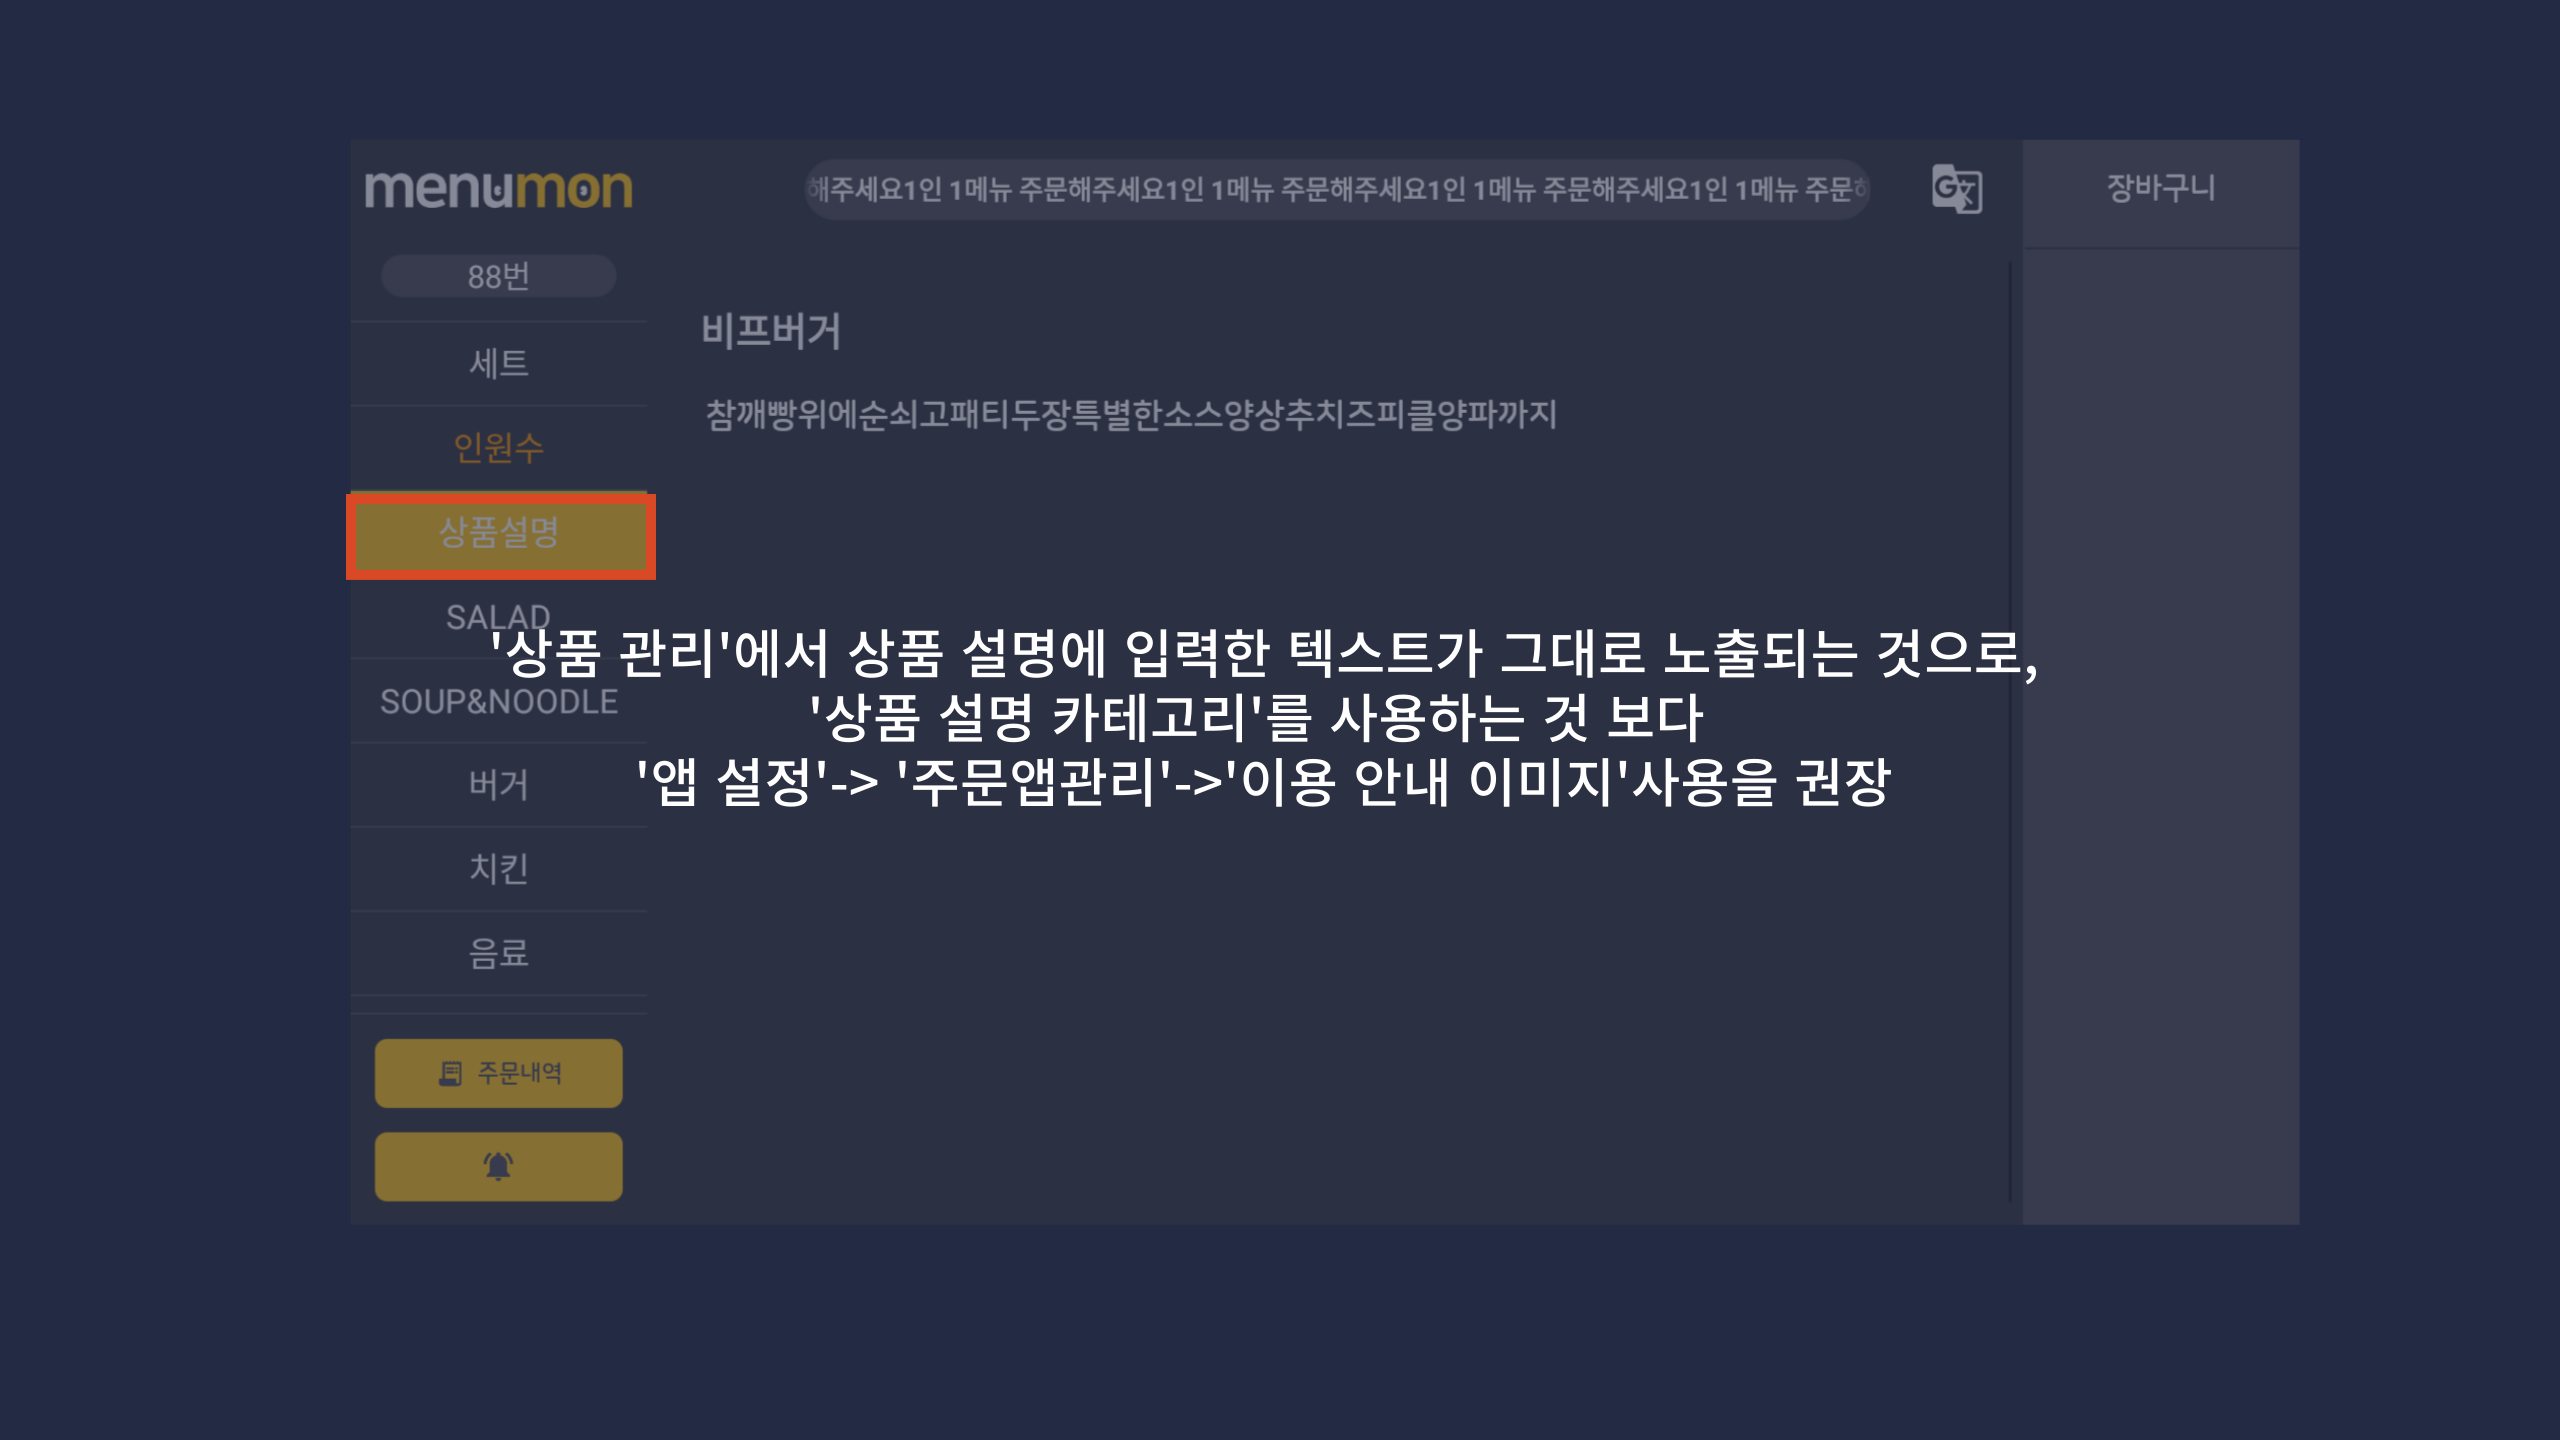 menumon
해주세요1인 1메뉴 주문해주세요1인 1메뉴 주문해주세요1인 1메뉴 주문해주세요1인 1메뉴 주문
장바구니
88번
세트
인원수
상품설명
SALAD
SOUP&NOODLE
버거
치킨
음료
주문내역
비프버거
참깨빵위에순쇠고패티두장특별한소스양상추치즈피클양파까지
'상품 관리'에서 상품 설명에 입력한 텍스트가 그대로 노출되는 것으로,
'상품 설명 카테고리'를 사용하는 것 보다
'앱 설정'-> '주문앱관리'->'이용 안내 이미지'사용을 권장